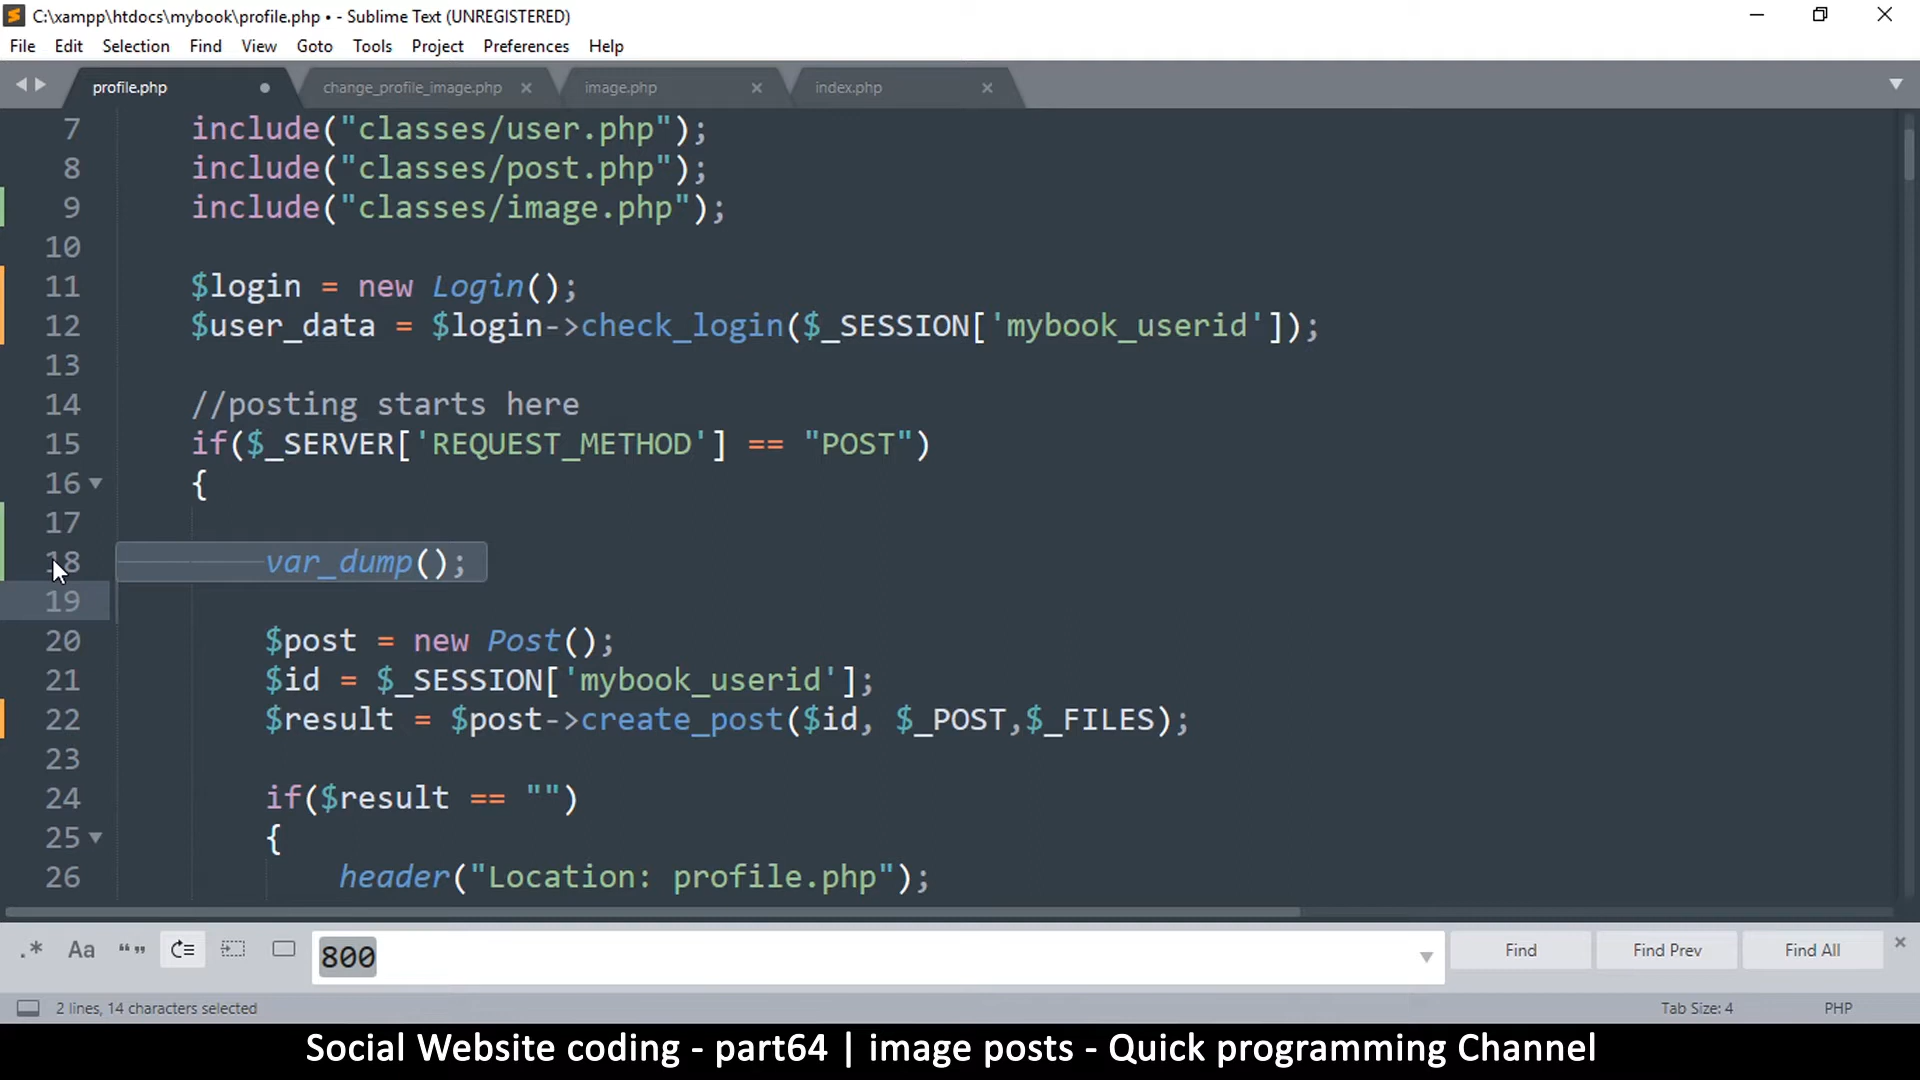 C:\xampp\htdocs\mybook\profile.php • - Sublime Text (UNREGISTERED)
File Edit Selection Find View Goto Tools Project Preferences Help
profile.php change_profile_image.php image.php index.php
7 include("classes/user.php");
8 include("classes/post.php");
9 include("classes/image.php");
10
11 $login = new Login();
12 $user_data = $login->check_login($_SESSION['mybook_userid']);
13
14 //posting starts here
15 if($_SERVER['REQUEST_METHOD'] == "POST")
16 {
17
18 var_dump();
19
20 $post = new Post();
21 $id = $_SESSION['mybook_userid'];
22 $result = $post->create_post($id, $_POST,$_FILES);
23
24 if($result == "")
25 {
26 header("Location: profile.php");
.* Aa “” 800 Find Find Prev Find All
2 lines, 14 characters selected Tab Size: 4 PHP
Social Website coding - part64 | image posts - Quick programming Channel